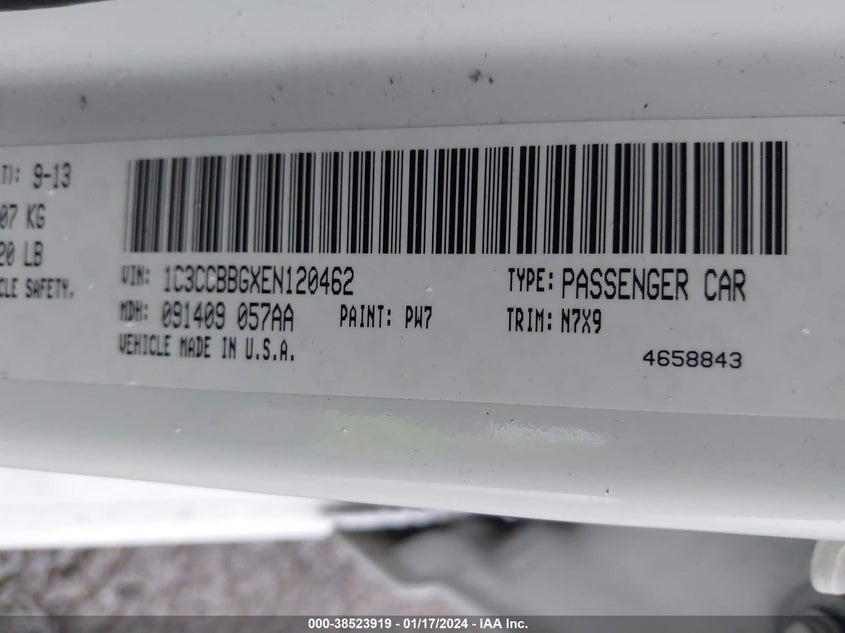 T): 9-13
07 KG
20 LB
CLE SAFETY.
VIN: 1C3CCBBGXEN120462
TYPE: PASSENGER CAR
MDH: 091409 057AA
PAINT: PW7
TRIM: N7X9
VEHICLE MADE IN U.S.A.
4658843
000-38523919 - 01/17/2024 - IAA Inc.